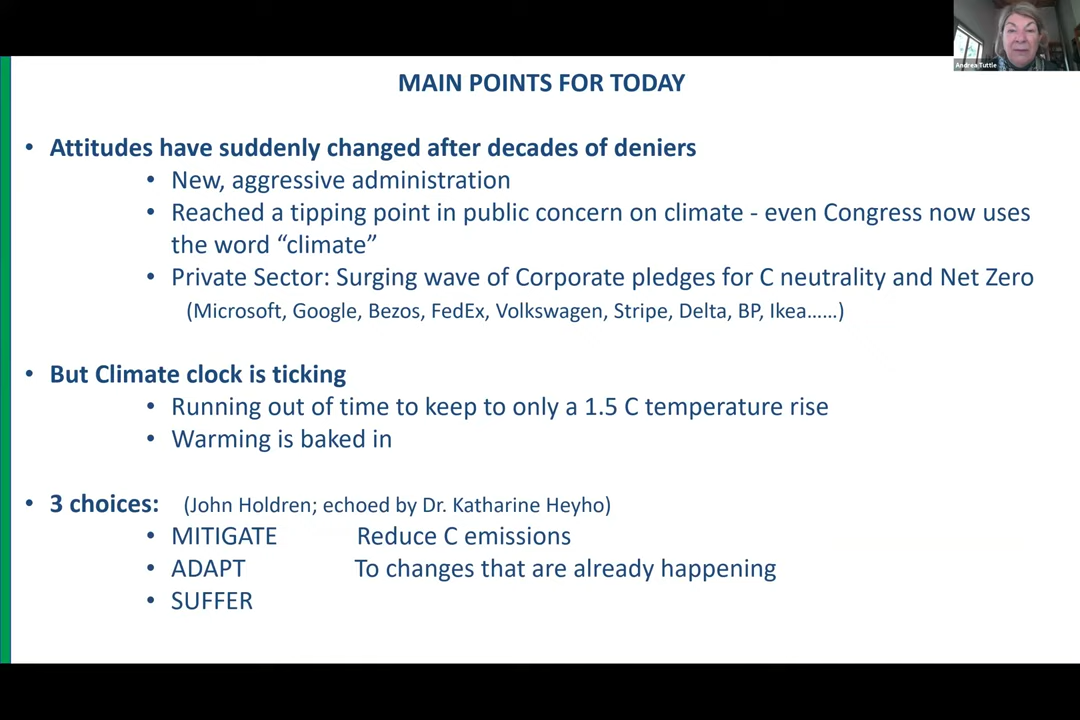 Andrea Tuttle
MAIN POINTS FOR TODAY
• Attitudes have suddenly changed after decades of deniers
• New, aggressive administration
• Reached a tipping point in public concern on climate - even Congress now uses
the word “climate”
• Private Sector: Surging wave of Corporate pledges for C neutrality and Net Zero
(Microsoft, Google, Bezos, FedEx, Volkswagen, Stripe, Delta, BP, Ikea......)
• But Climate clock is ticking
• Running out of time to keep to only a 1.5 C temperature rise
• Warming is baked in
• 3 choices: (John Holdren; echoed by Dr. Katharine Heyho)
• MITIGATE Reduce C emissions
• ADAPT To changes that are already happening
• SUFFER